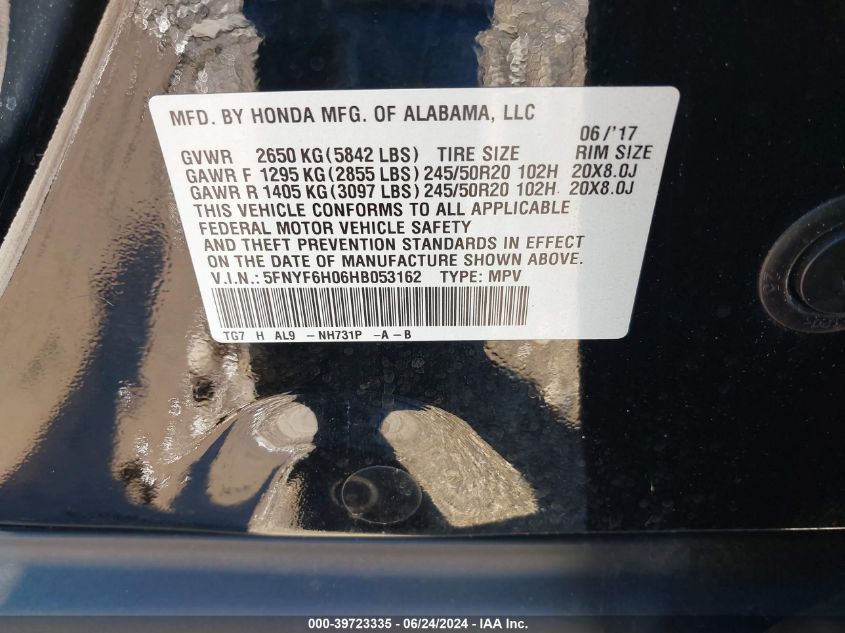 MFD. BY HONDA MFG. OF ALABAMA, LLC
06/'17
GVWR 2650 KG(5842 LBS) TIRE SIZE RIM SIZE
GAWR F 1295 KG(2855 LBS) 245/50R20 102H 20X8.0J
GAWR R 1405 KG(3097 LBS) 245/50R20 102H 20X8.0J
THIS VEHICLE CONFORMS TO ALL APPLICABLE
FEDERAL MOTOR VEHICLE SAFETY
AND THEFT PREVENTION STANDARDS IN EFFECT
ON THE DATE OF MANUFACTURE SHOWN ABOVE.
V.I.N.: 5FNYF6H06HB053162 TYPE: MPV
TG7 H AL9 -NH731P -A-B
000-39723335 - 06/24/2024 - IAA Inc.